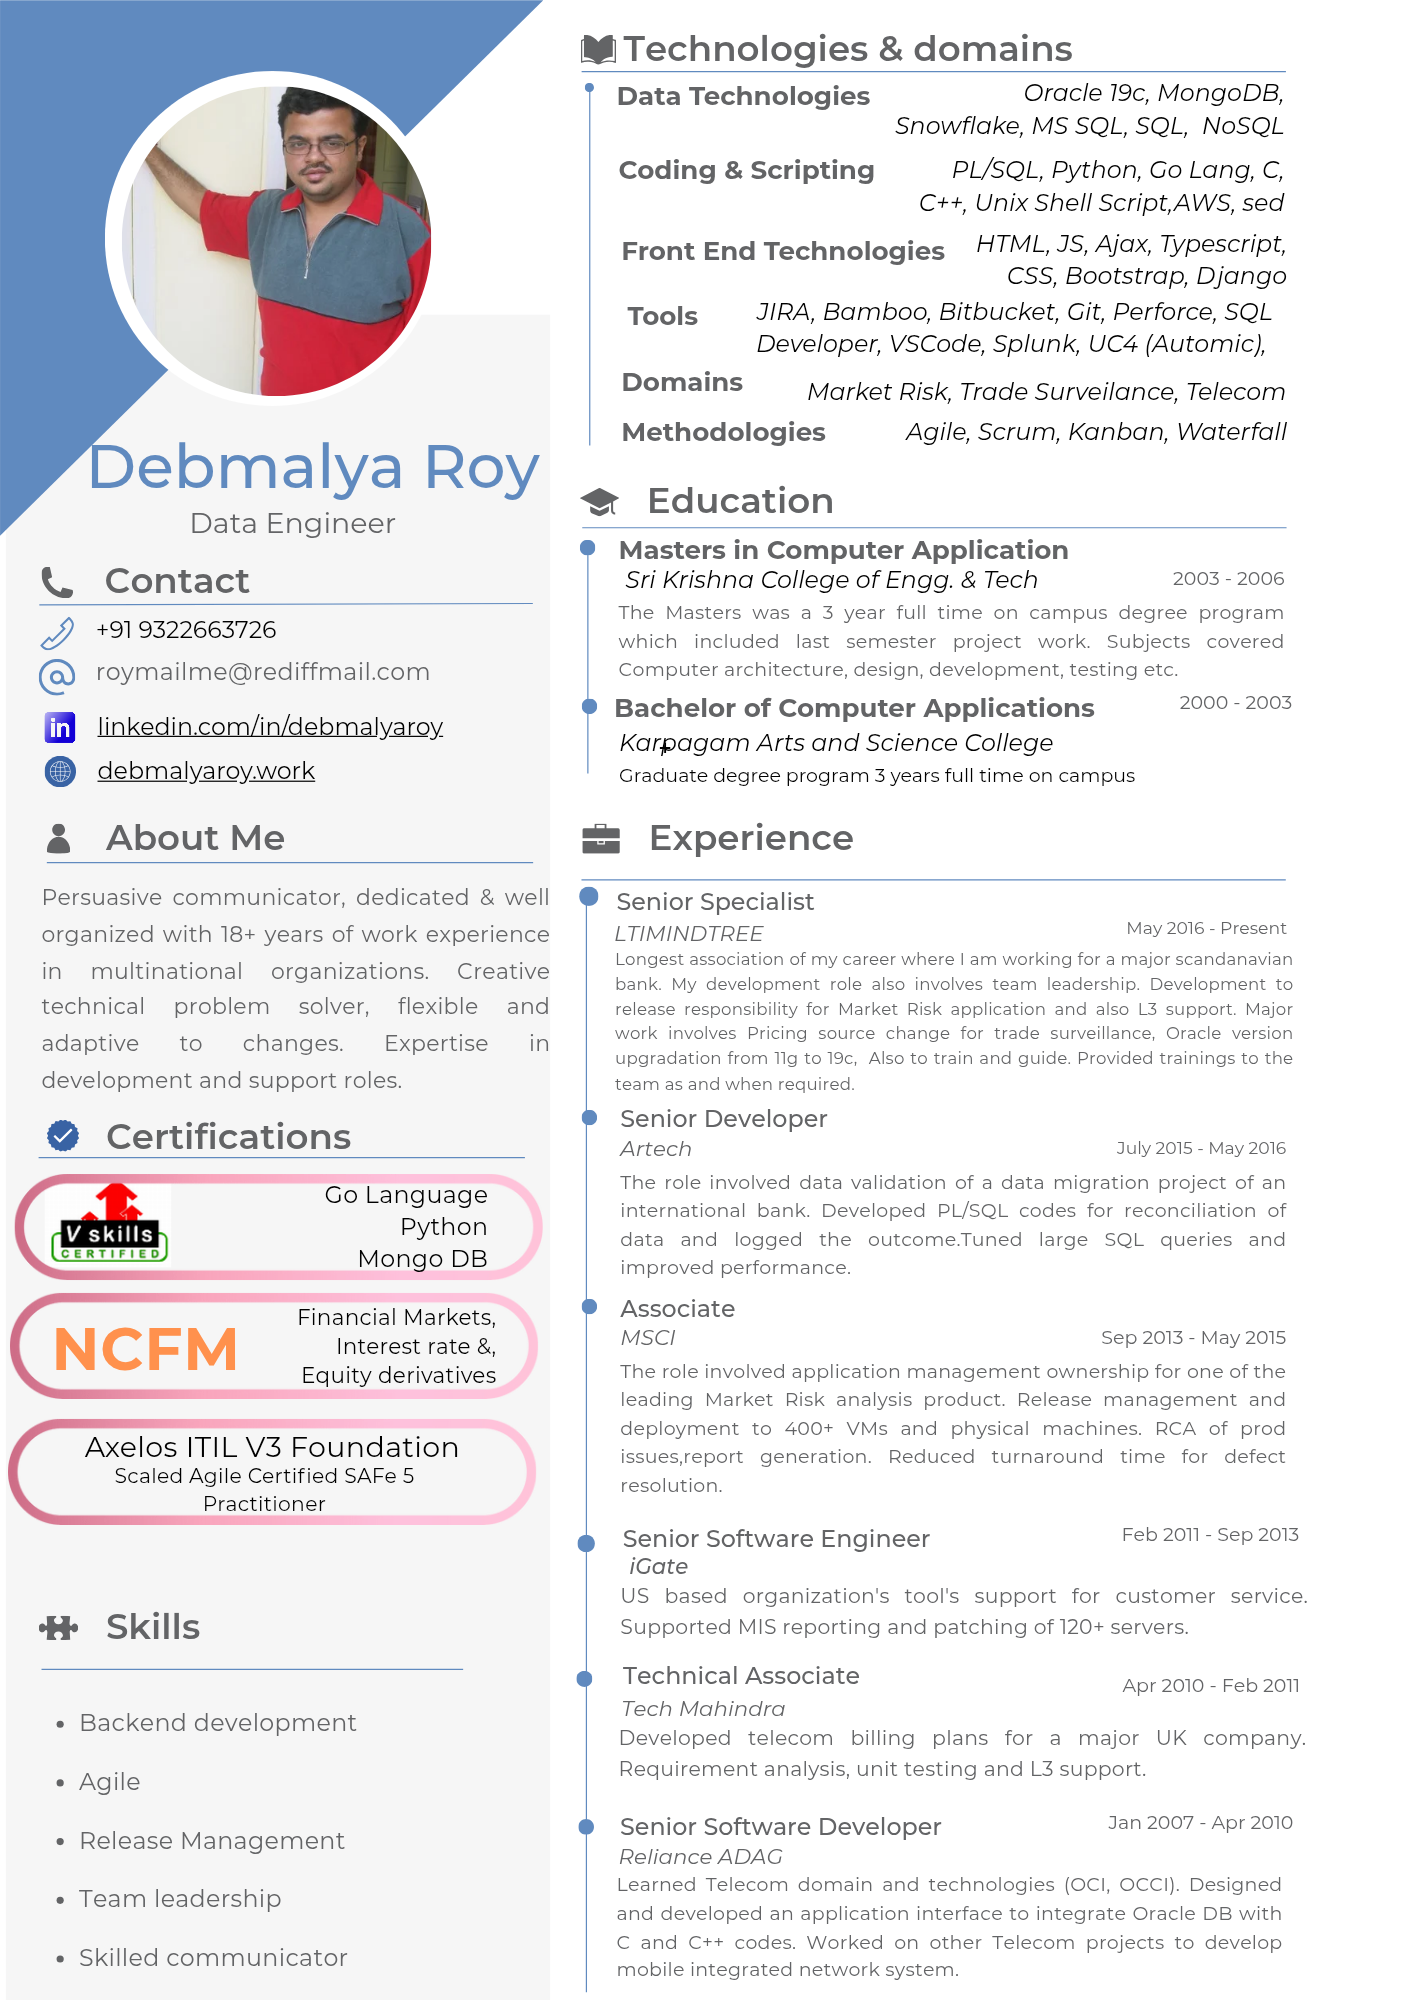 Debmalya Roy
Data Engineer
Contact
+91 9322663726
roymailme@rediffmail.com
in linkedin.com/in/debmalyaroy
debmalyaroy.work
About Me
Persuasive communicator, dedicated & well
organized with 18+ years of work experience
in multinational organizations. Creative
technical problem solver, flexible and
adaptive to changes. Expertise in
development and support roles.
Certifications
V skills
CERTIFIED
Go Language
Python
Mongo DB
NCFM
Financial Markets,
Interest rate &,
Equity derivatives
Axelos ITIL V3 Foundation
Scaled Agile Certified SAFe 5
Practitioner
Skills
• Backend development
• Agile
• Release Management
• Team leadership
• Skilled communicator
Technologies & domains
Data Technologies
Oracle 19c, MongoDB,
Snowflake, MS SQL, SQL, NoSQL
Coding & Scripting
PL/SQL, Python, Go Lang, C,
C++, Unix Shell Script,AWS, sed
Front End Technologies
HTML, JS, Ajax, Typescript,
CSS, Bootstrap, Django
Tools
JIRA, Bamboo, Bitbucket, Git, Perforce, SQL
Developer, VSCode, Splunk, UC4 (Automic),
Domains
Market Risk, Trade Surveilance, Telecom
Methodologies
Agile, Scrum, Kanban, Waterfall
Education
Masters in Computer Application
Sri Krishna College of Engg. & Tech 2003 - 2006
The Masters was a 3 year full time on campus degree program
which included last semester project work. Subjects covered
Computer architecture, design, development, testing etc.
Bachelor of Computer Applications 2000 - 2003
Karpagam Arts and Science College
Graduate degree program 3 years full time on campus
Experience
Senior Specialist
LTIMINDTREE May 2016 - Present
Longest association of my career where I am working for a major scandanavian
bank. My development role also involves team leadership. Development to
release responsibility for Market Risk application and also L3 support. Major
work involves Pricing source change for trade surveillance, Oracle version
upgradation from 11g to 19c, Also to train and guide. Provided trainings to the
team as and when required.
Senior Developer
Artech July 2015 - May 2016
The role involved data validation of a data migration project of an
international bank. Developed PL/SQL codes for reconciliation of
data and logged the outcome.Tuned large SQL queries and
improved performance.
Associate
MSCI Sep 2013 - May 2015
The role involved application management ownership for one of the
leading Market Risk analysis product. Release management and
deployment to 400+ VMs and physical machines. RCA of prod
issues,report generation. Reduced turnaround time for defect
resolution.
Senior Software Engineer Feb 2011 - Sep 2013
iGate
US based organization's tool's support for customer service.
Supported MIS reporting and patching of 120+ servers.
Technical Associate Apr 2010 - Feb 2011
Tech Mahindra
Developed telecom billing plans for a major UK company.
Requirement analysis, unit testing and L3 support.
Senior Software Developer Jan 2007 - Apr 2010
Reliance ADAG
Learned Telecom domain and technologies (OCI, OCCI). Designed
and developed an application interface to integrate Oracle DB with
C and C++ codes. Worked on other Telecom projects to develop
mobile integrated network system.